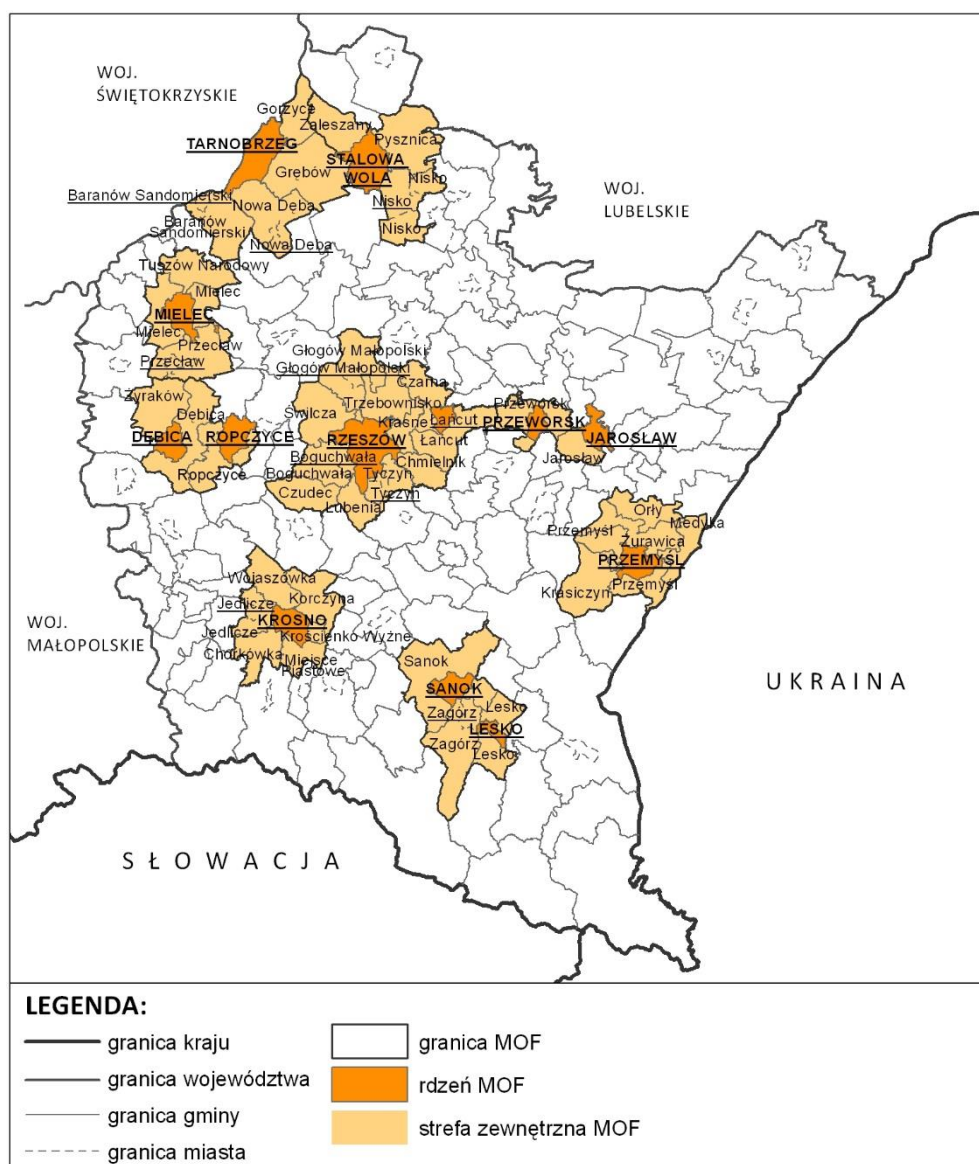 WOJ.
ŚWIĘTOKRZYSKIE
Gorzyce
Zaleszany
TARNOBRZEG
Pysznica
STALOWA
WOLA
Grębów
Nisko
Baranów Sandomierski
Nowa Dęba
Nisko
WOJ.
LUBELSKIE
Baranów
Sandomierski
Nisko
Nowa Dęba
Tuszów Narodowy
Mielec
MIELEC
Mielec
Przecław
Przecław
Głogów Małopolski
Głogów Małopolski
Czarna
Żyraków
Dębica
Świlcza
Trzebownisko
Krasne
Łańcut
Przeworsk
PRZEWORSK
DĘBICA
ROPCZYCE
RZESZÓW
Łańcut
JAROSŁAW
Boguchwała
Chmielnik
Jarosław
Ropczyce
Boguchwała
Tyczyn
Czudec
Tyczyn
Lubenia
Orły
Medyka
Przemyśl
Żurawica
PRZEMYŚL
Przemyśl
Krasiczyn
Wojaszówka
Korczyna
Jedlicze
KROSNO
Jedlicze
Krościenko Wyżne
Chorkówka
Miejsce
Piastowe
WOJ.
MAŁOPOLSKIE
Sanok
SANOK
Lesko
Zagórz
LESKO
Zagórz
Lesko
UKRAINA
SŁOWACJA
LEGENDA:
granica kraju
granica województwa
granica gminy
granica miasta
granica MOF
rdzeń MOF
strefa zewnętrzna MOF